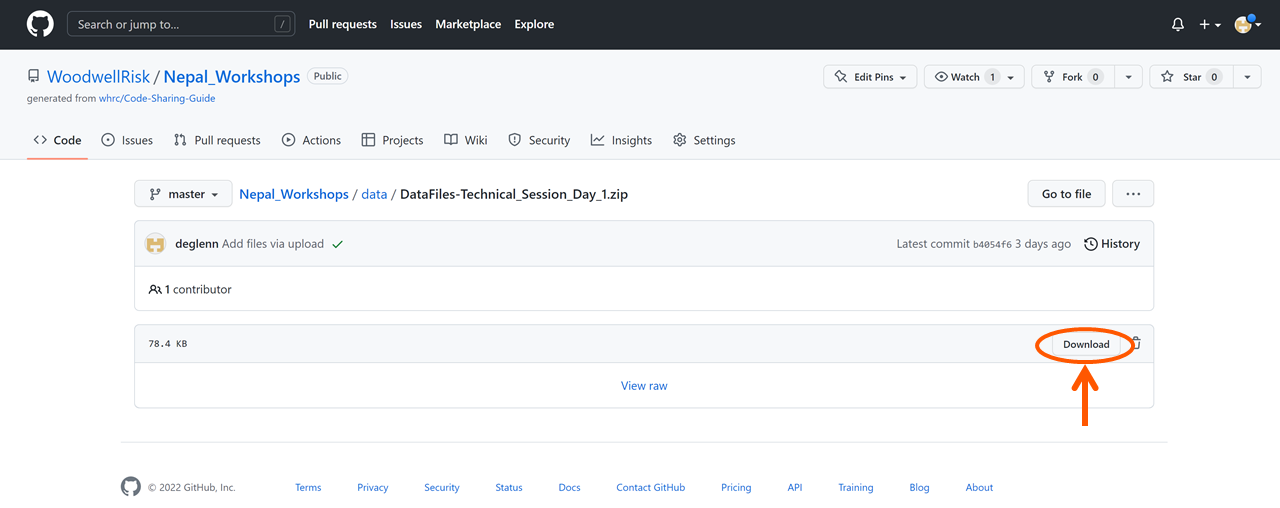 Search or jump to... / Pull requests Issues Marketplace Explore
WoodwellRisk / Nepal_Workshops Public Edit Pins Watch 1 Fork 0 Star 0
generated from whrc/Code-Sharing-Guide
Code Issues Pull requests Actions Projects Wiki Security Insights Settings
master Nepal_Workshops / data / DataFiles-Technical_Session_Day_1.zip Go to file ...
deglenn Add files via upload Latest commit b4054f6 3 days ago History
1 contributor
78.4 KB Download
View raw
© 2022 GitHub, Inc. Terms Privacy Security Status Docs Contact GitHub Pricing API Training Blog About